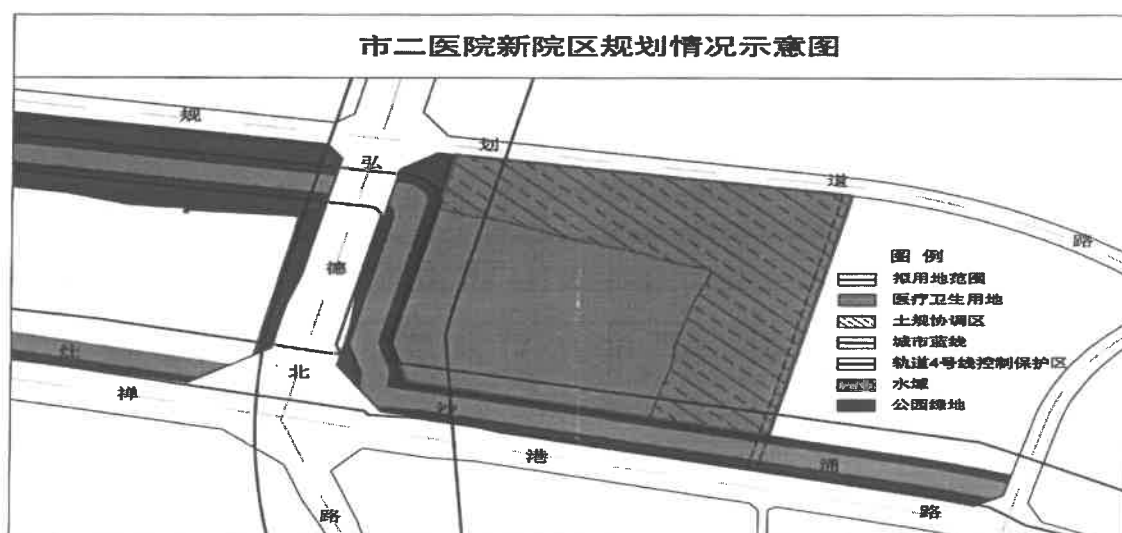 市二医院新院区规划情况示意图
规划道路
弘德北路
禅港路
沙涌
图例
拟用地范围
医疗卫生用地
土规协调区
城市蓝线
轨道4号线控制保护区
水域
公园绿地